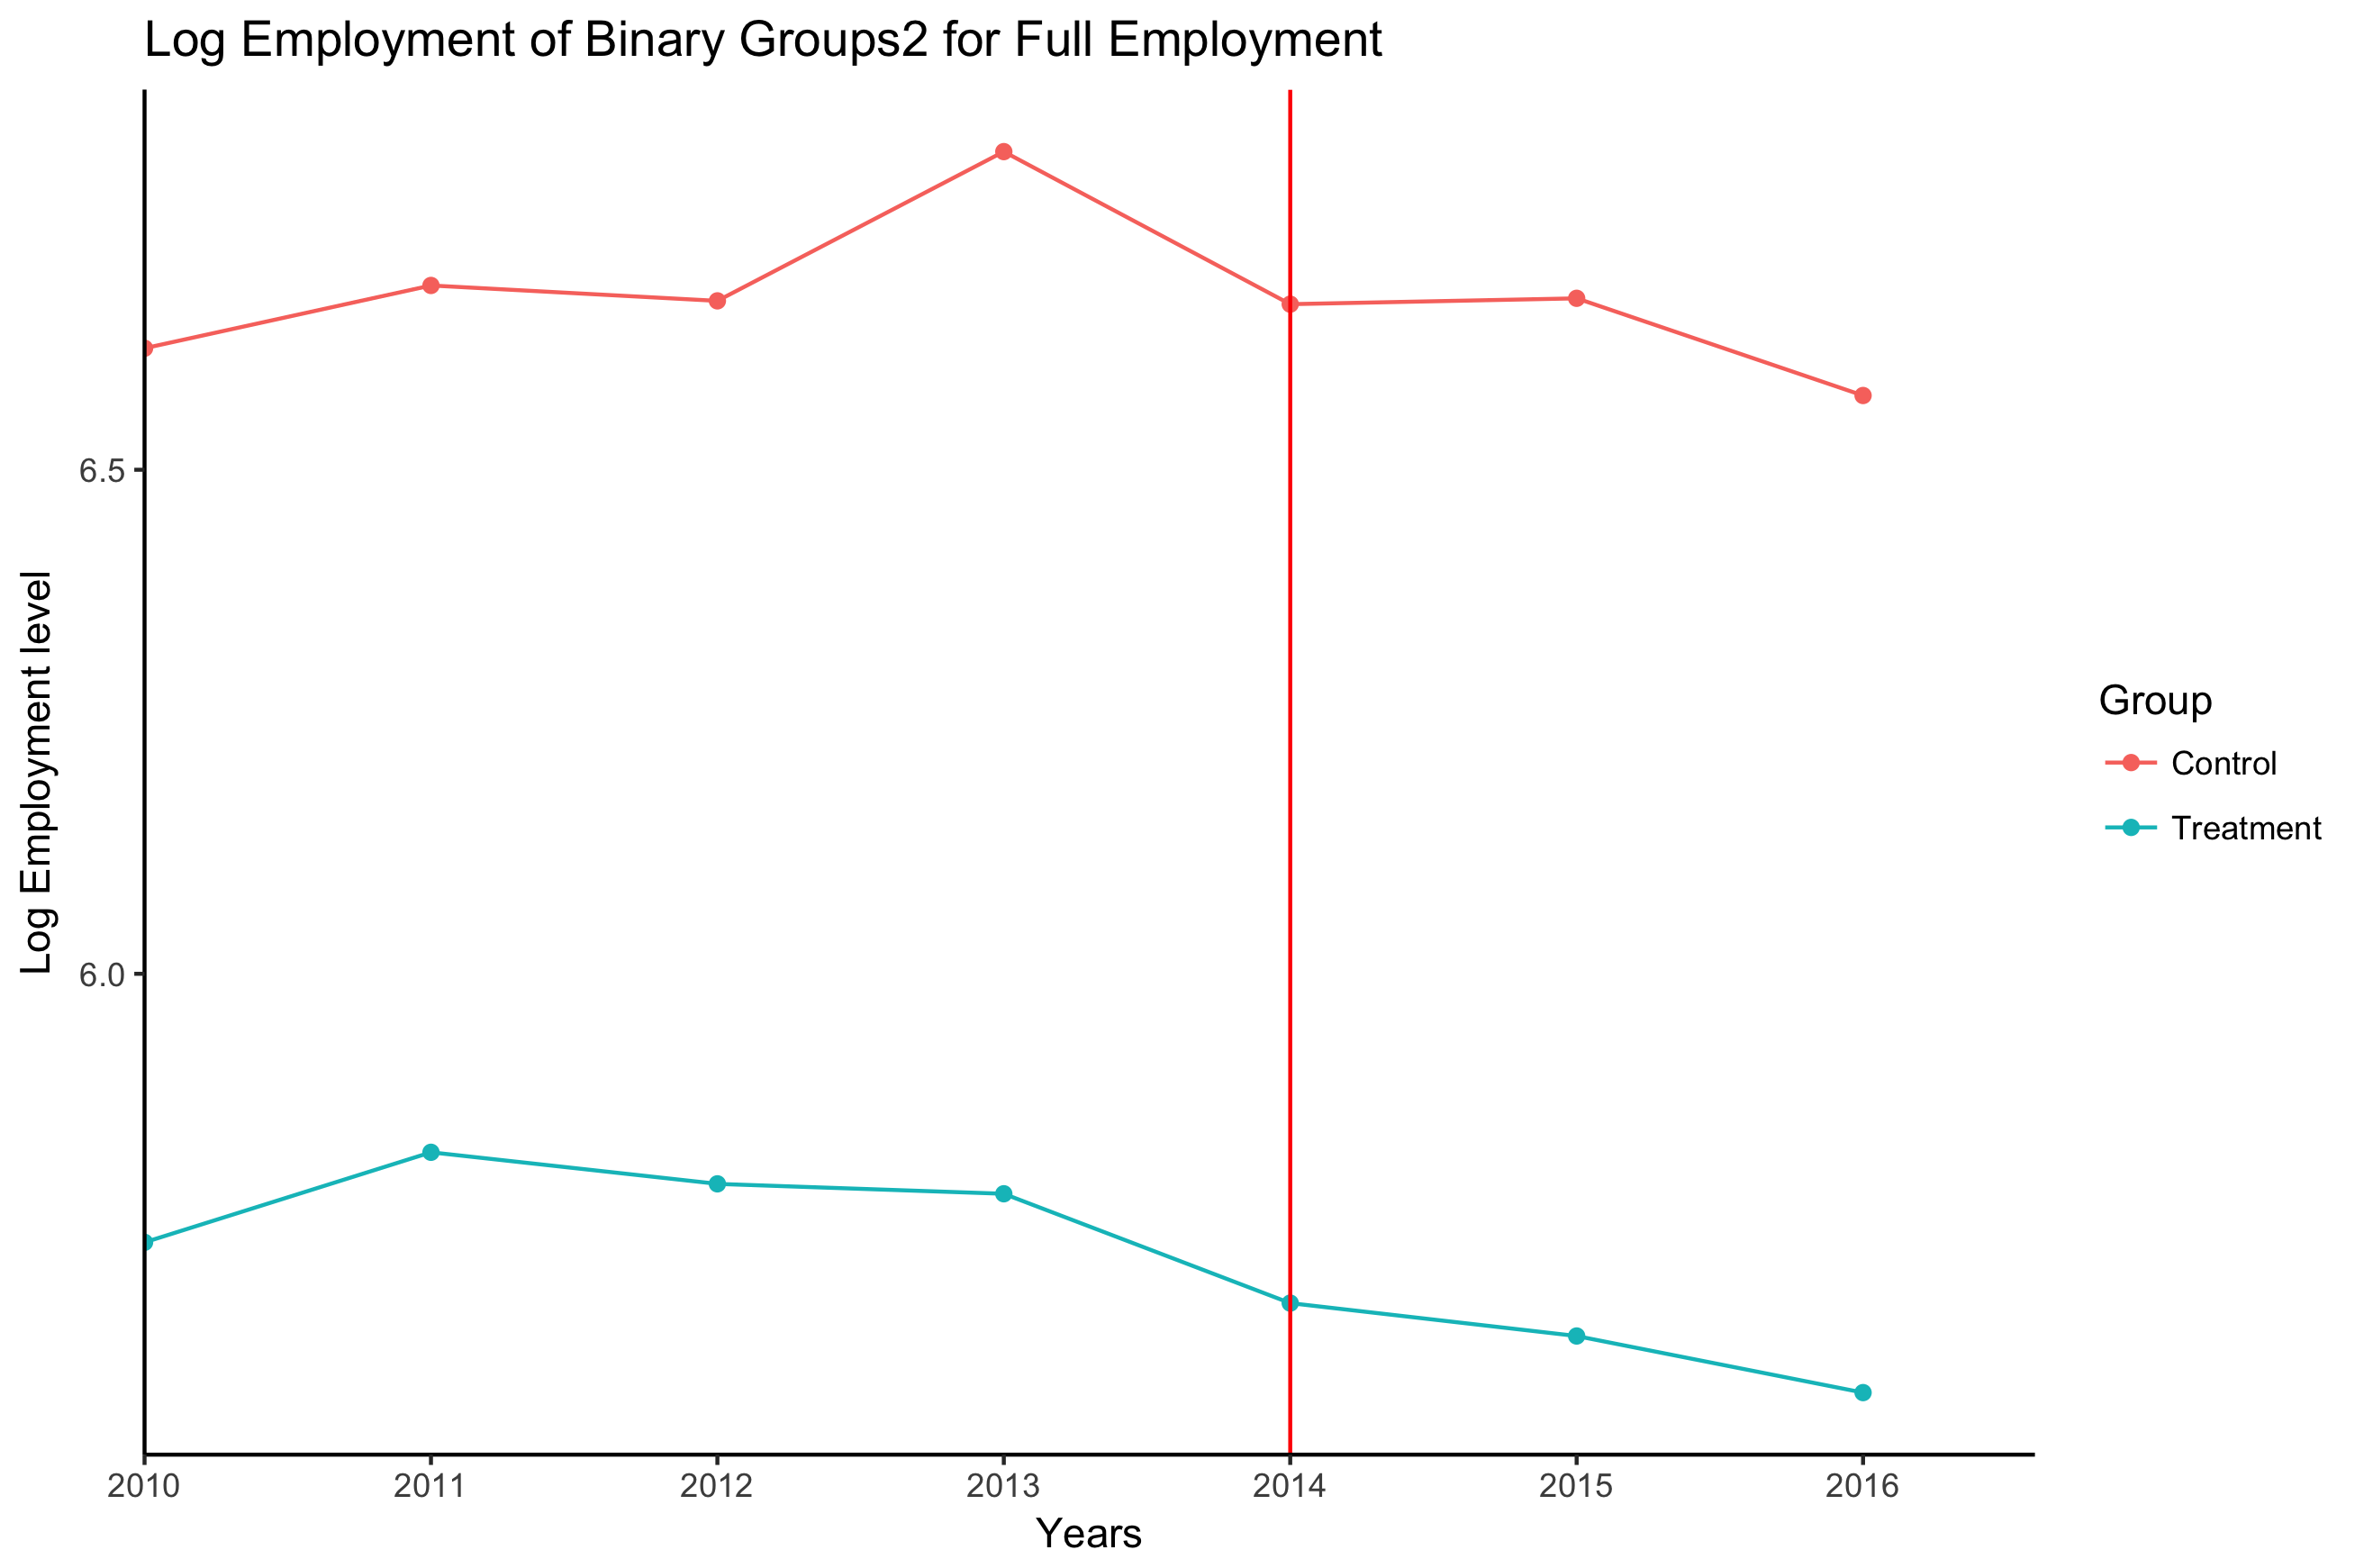 Log Employment of Binary Groups2 for Full Employment
Log Employment level
6.5
6.0
2010 2011 2012 2013 2014 2015 2016
Years
Group
Control
Treatment